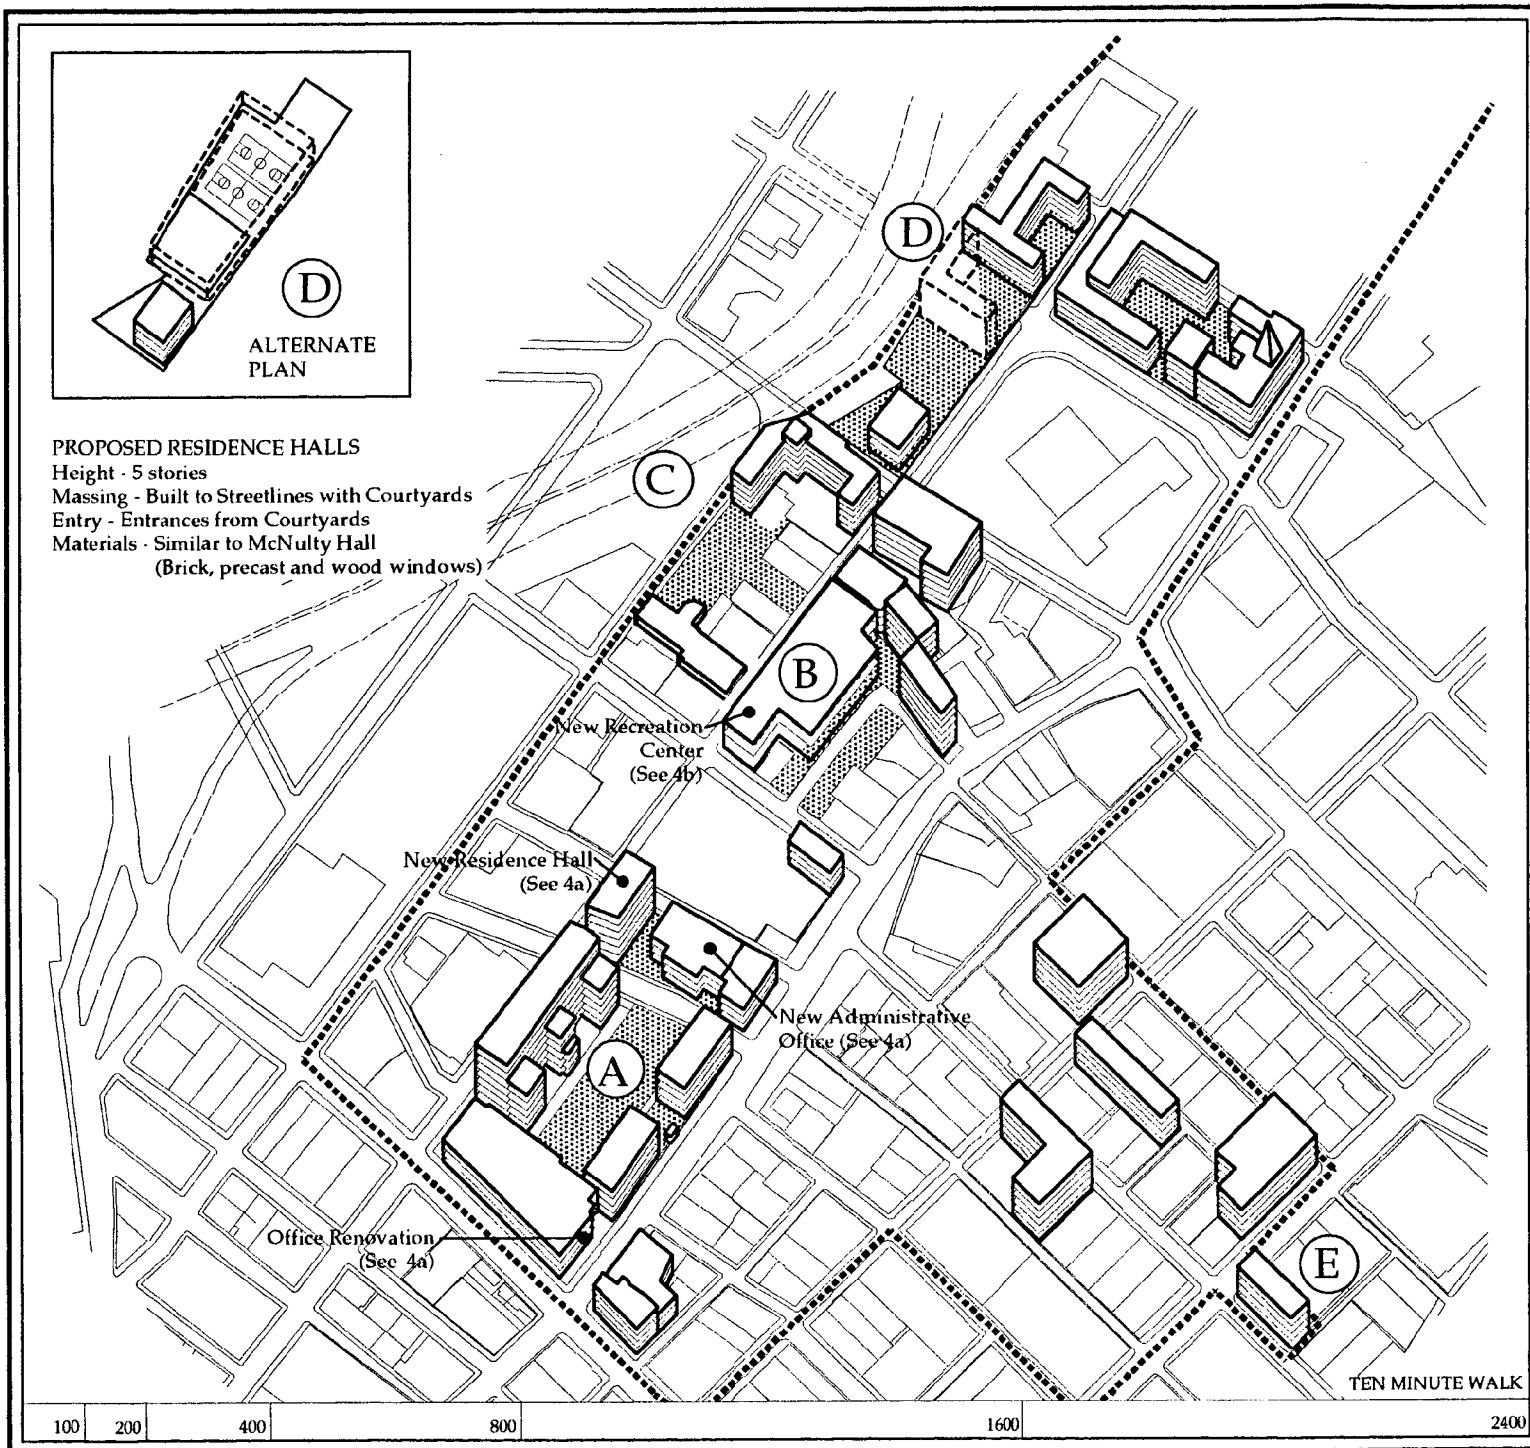 D
ALTERNATE
PLAN
PROPOSED RESIDENCE HALLS
Height - 5 stories
Massing - Built to Streetlines with Courtyards
Entry - Entrances from Courtyards
Materials - Similar to McNulty Hall
(Brick, precast and wood windows)
D
C
B
New Recreation
Center
(See 4b)
New Residence Hall
(See 4a)
New Administrative
Office (See 4a)
A
Office Renovation
(See 4a)
E
TEN MINUTE WALK
100 200 400 800 1600 2400